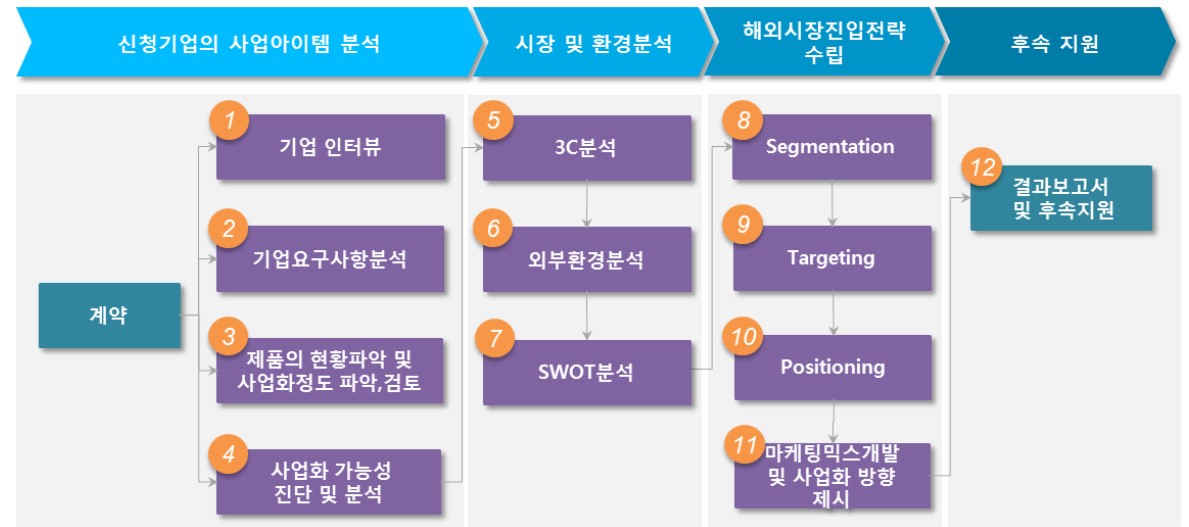 신청기업의 사업아이템 분석
시장 및 환경분석
해외시장진입전략
수립
후속 지원
계약
1
기업 인터뷰
2
기업요구사항분석
3
제품의 현황파악 및
사업화정도 파악,검토
4
사업화 가능성
진단 및 분석
5
3C분석
6
외부환경분석
7
SWOT분석
8
Segmentation
9
Targeting
10
Positioning
11
마케팅믹스개발
및 사업화 방향
제시
12
결과보고서
및 후속지원